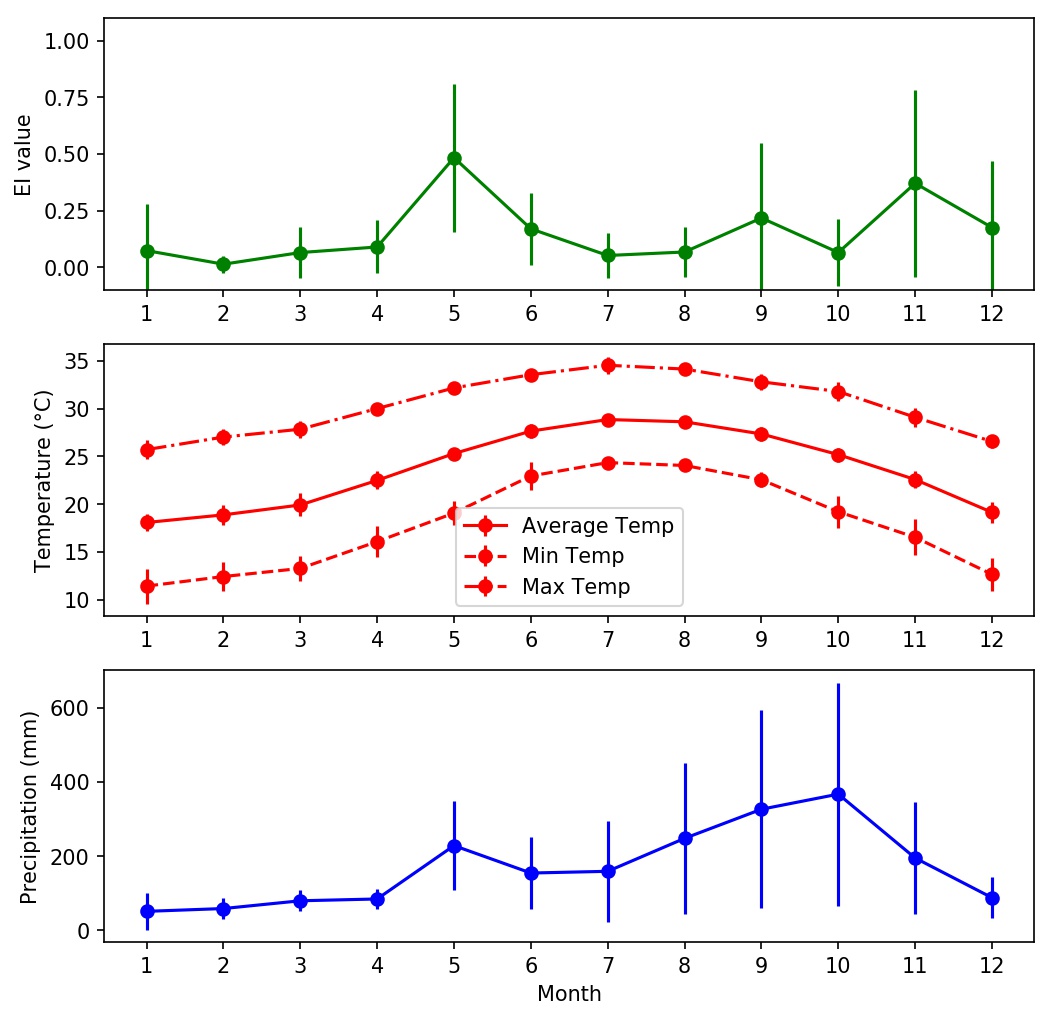 EI value
1.00
0.75
0.50
0.25
0.00
1 2 3 4 5 6 7 8 9 10 11 12
Temperature (°C)
35
30
25
20
15
10
Average Temp
Min Temp
Max Temp
1 2 3 4 5 6 7 8 9 10 11 12
Precipitation (mm)
600
400
200
0
1 2 3 4 5 6 7 8 9 10 11 12
Month